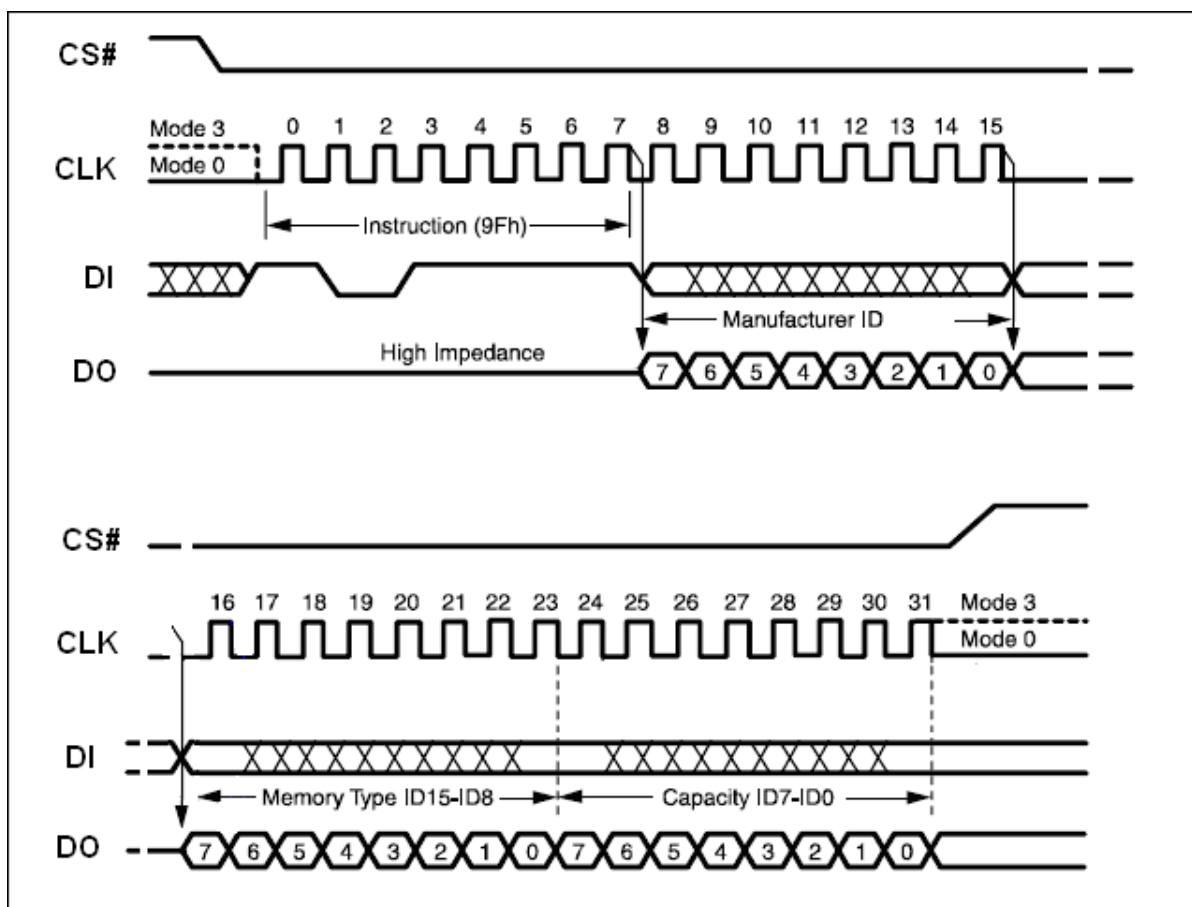 CS#
Mode 3
0 1 2 3 4 5 6 7 8 9 10 11 12 13 14 15
Mode 0
CLK
Instruction (9Fh)
DI
Manufacturer ID
High Impedance
DO
7 6 5 4 3 2 1 0
CS#
16 17 18 19 20 21 22 23 24 25 26 27 28 29 30 31
Mode 3
CLK
Mode 0
DI
Memory Type ID15-ID8
Capacity ID7-ID0
DO
7 6 5 4 3 2 1 0 7 6 5 4 3 2 1 0